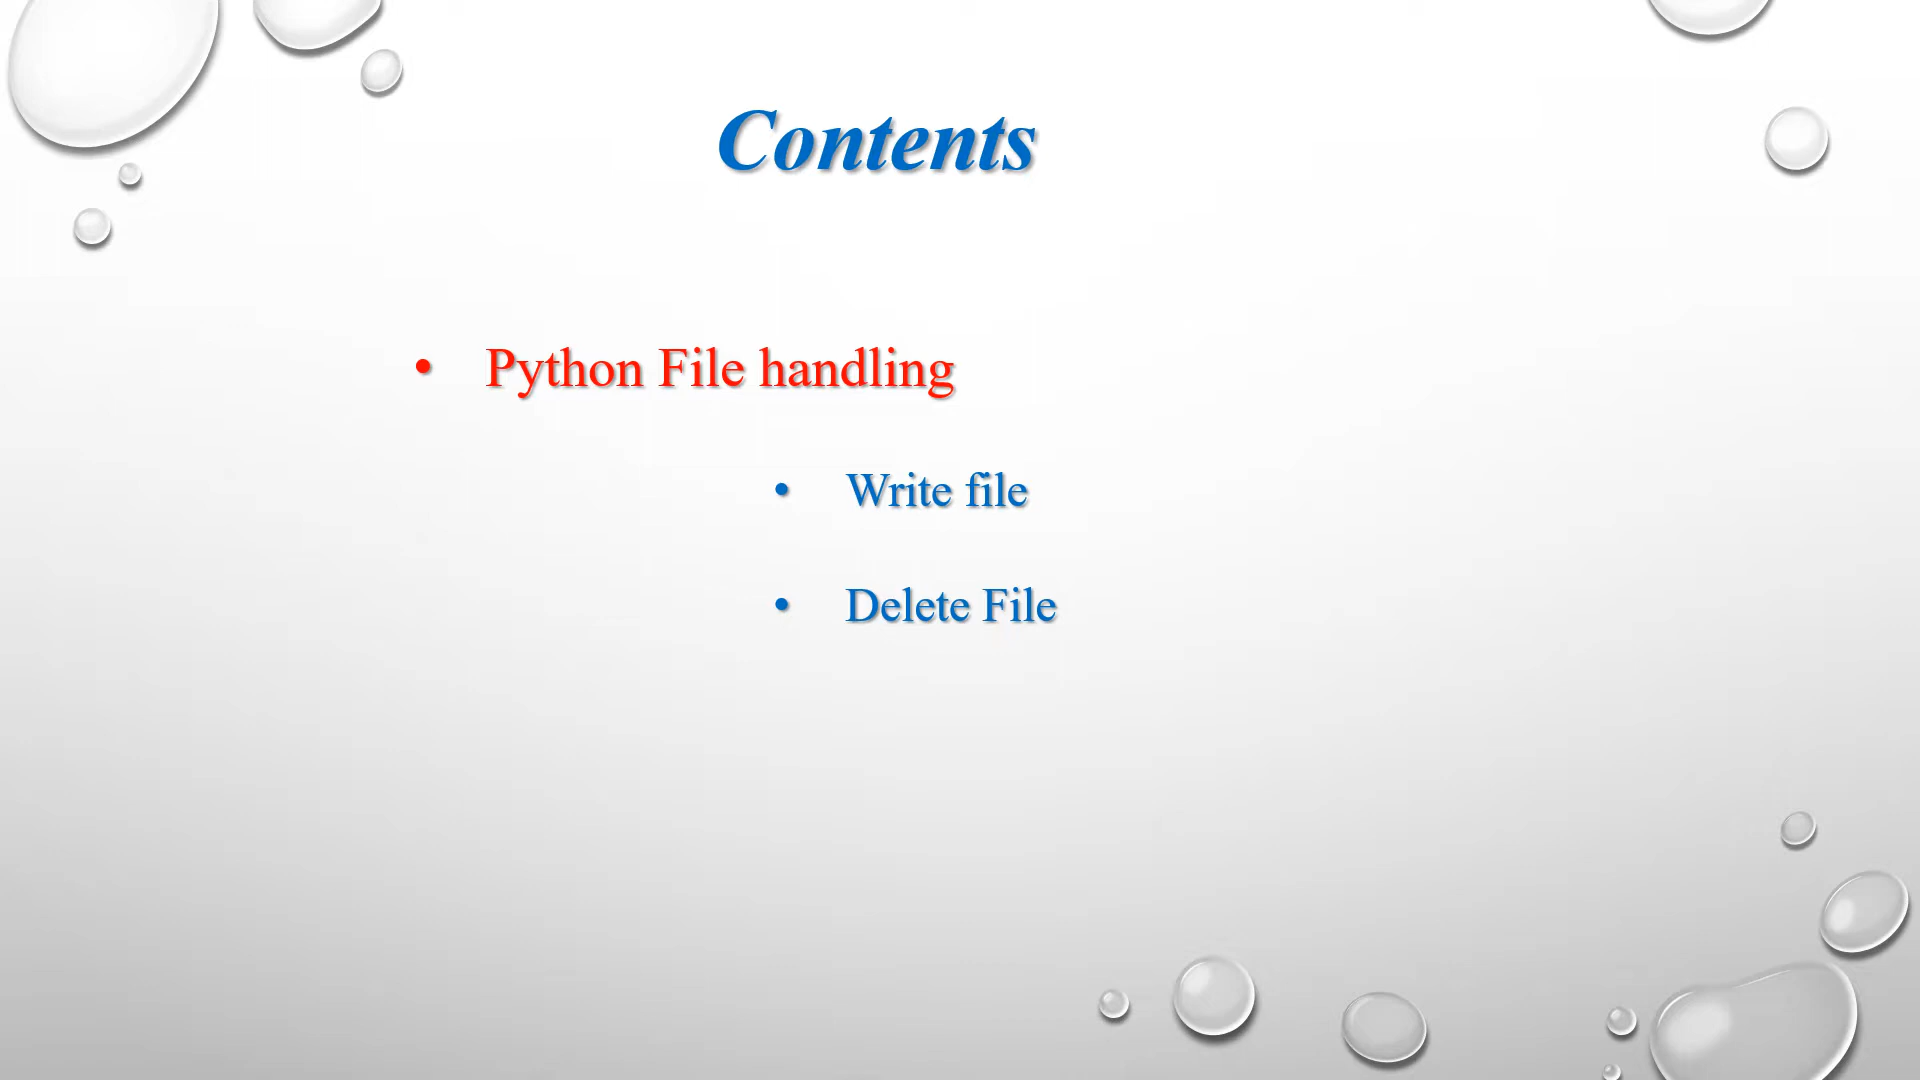 Contents
• Python File handling
• Write file
• Delete File